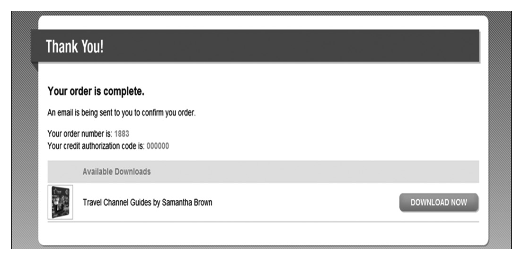 Thank You!
Your order is complete.
An email is being sent to you to confirm you order.
Your order number is: 1883
Your credit authorization code is: 000000
Available Downloads
Travel Channel Guides by Samantha Brown DOWNLOAD NOW